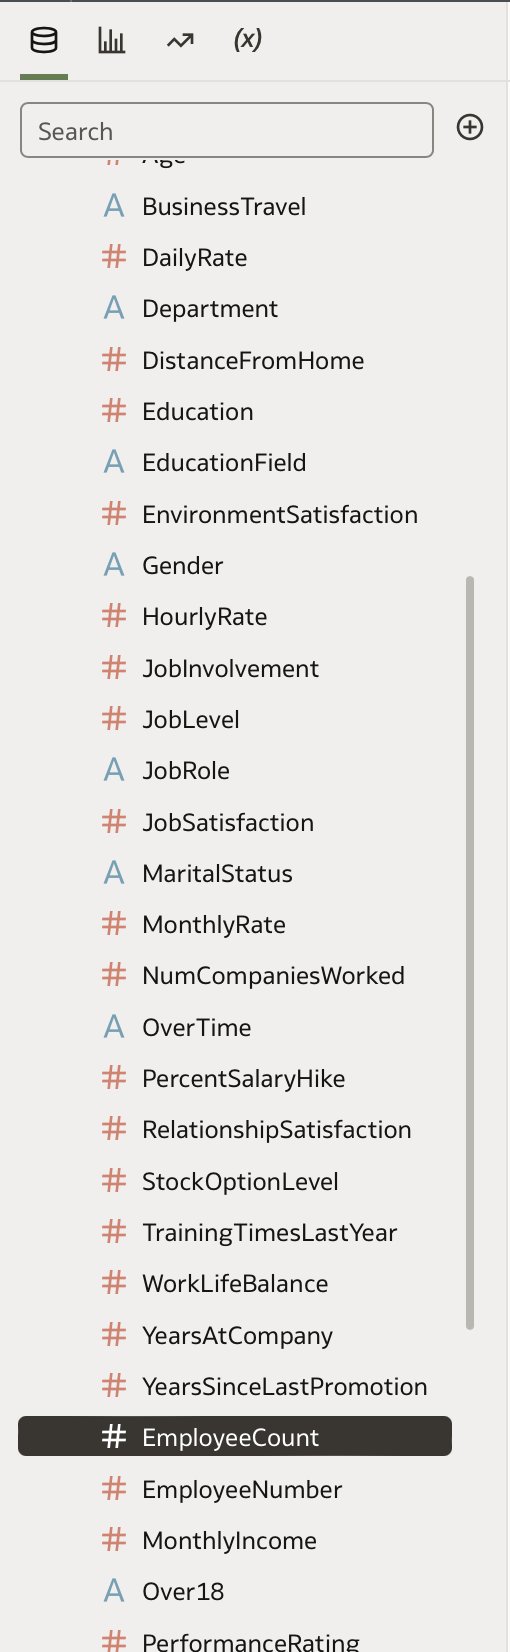 (x)
Search
# Age
A BusinessTravel
# DailyRate
A Department
# DistanceFromHome
# Education
A EducationField
# EnvironmentSatisfaction
A Gender
# HourlyRate
# JobInvolvement
# JobLevel
A JobRole
# JobSatisfaction
A MaritalStatus
# MonthlyRate
# NumCompaniesWorked
A OverTime
# PercentSalaryHike
# RelationshipSatisfaction
# StockOptionLevel
# TrainingTimesLastYear
# WorkLifeBalance
# YearsAtCompany
# YearsSinceLastPromotion
# EmployeeCount
# EmployeeNumber
# MonthlyIncome
A Over18
# PerformanceRating